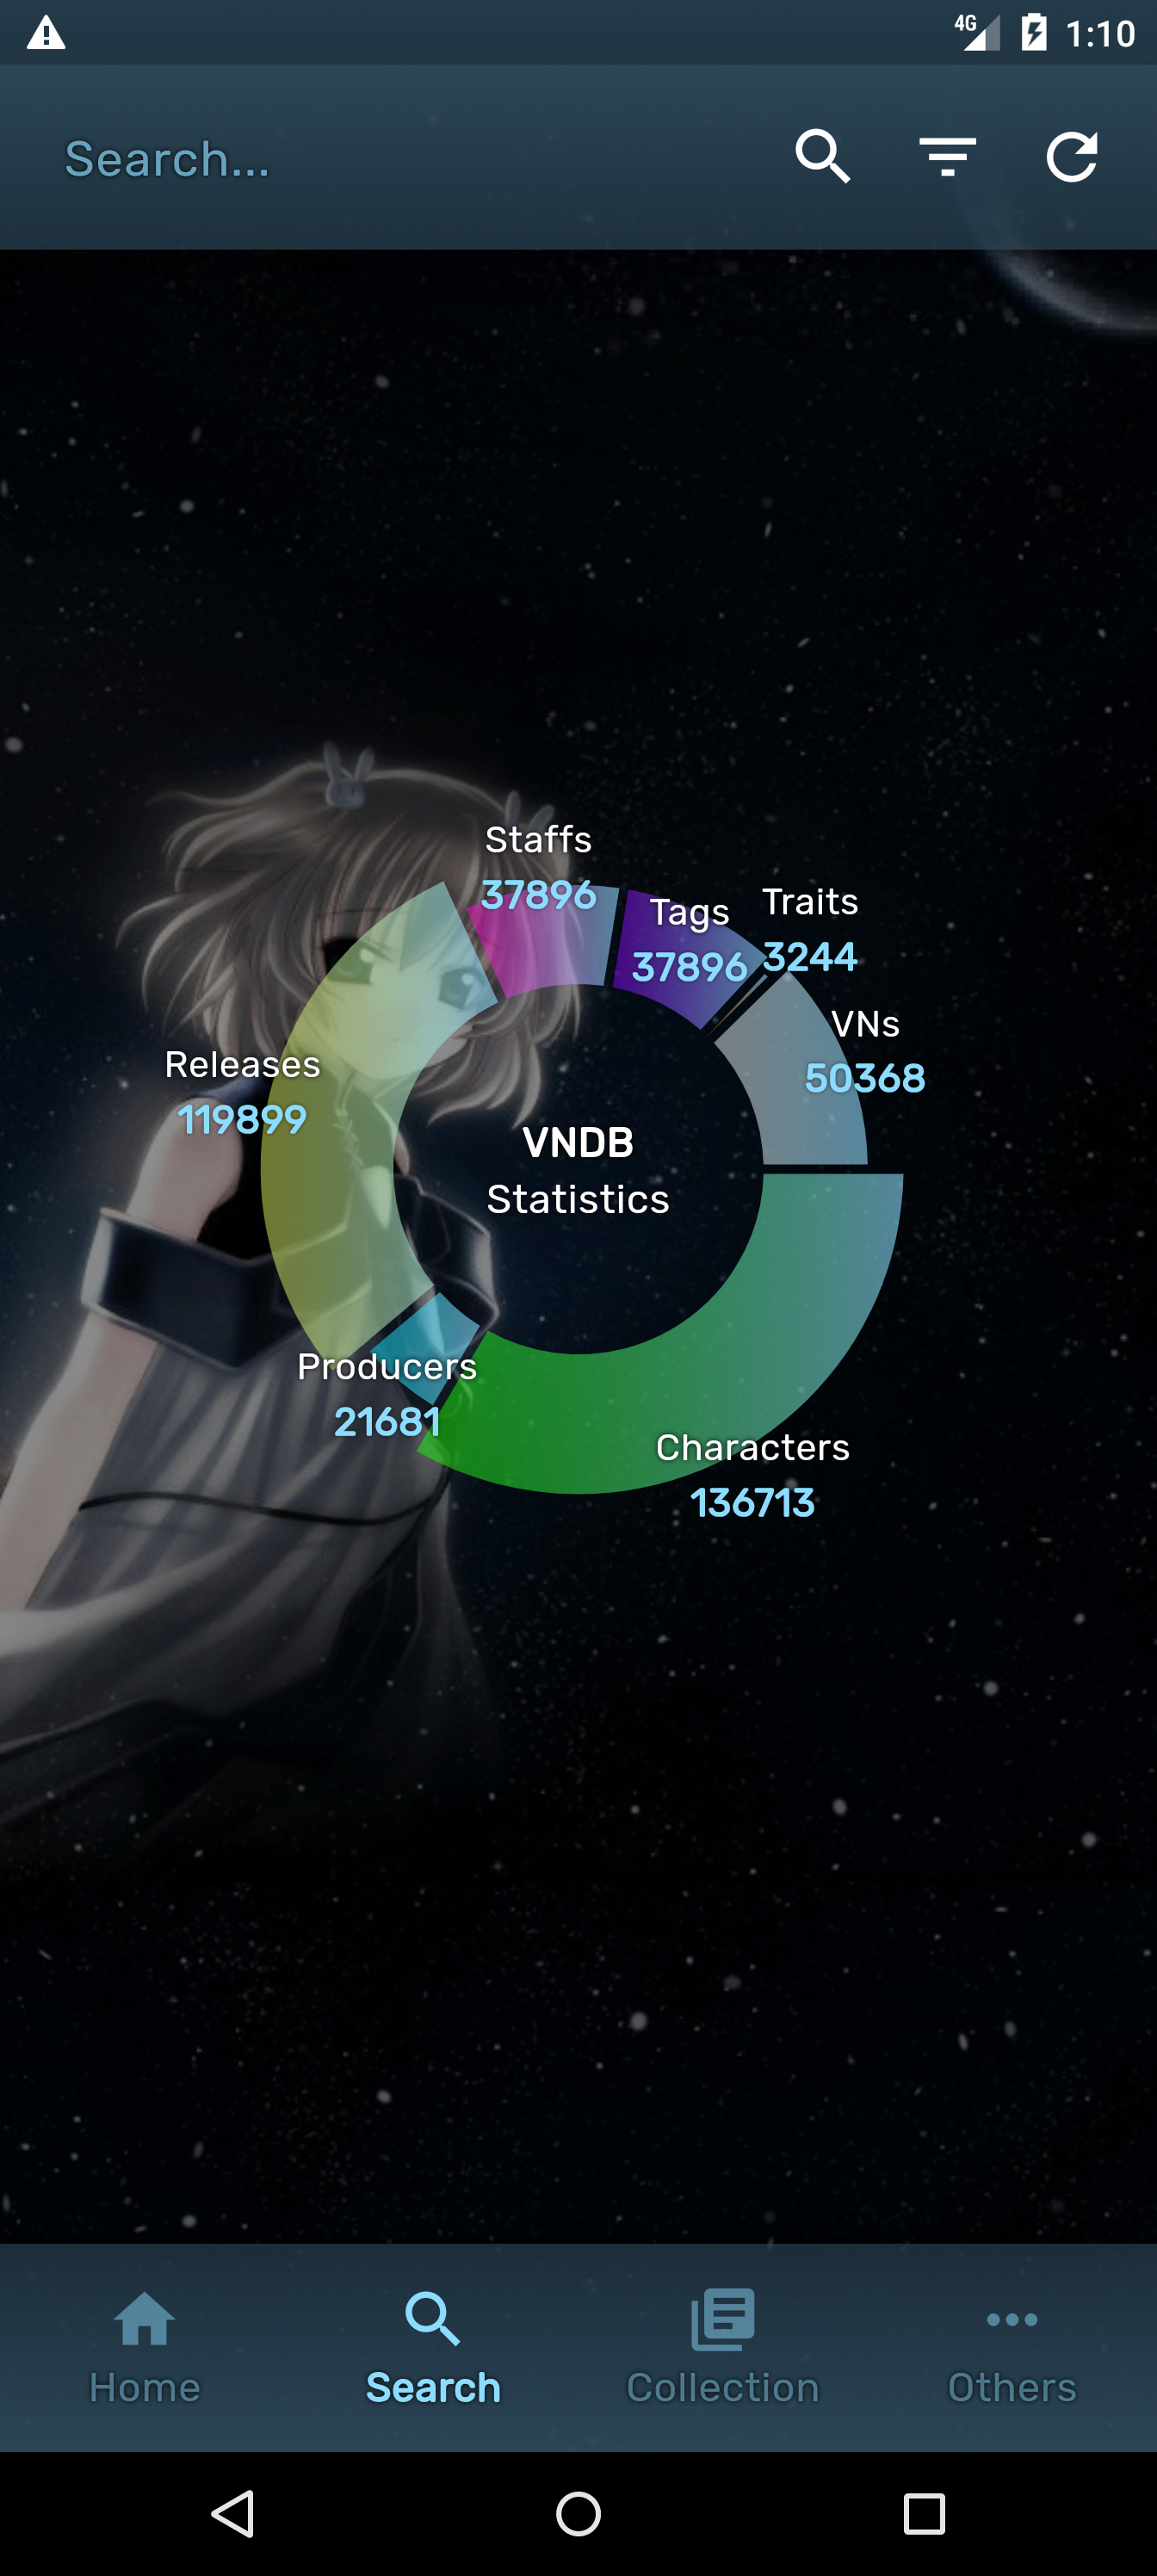 4G 1:10
Search...
Staffs
37896
Tags
37896
Traits
3244
VNs
50368
Releases
119899
VNDB
Statistics
Producers
21681
Characters
136713
Home
Search
Collection
Others